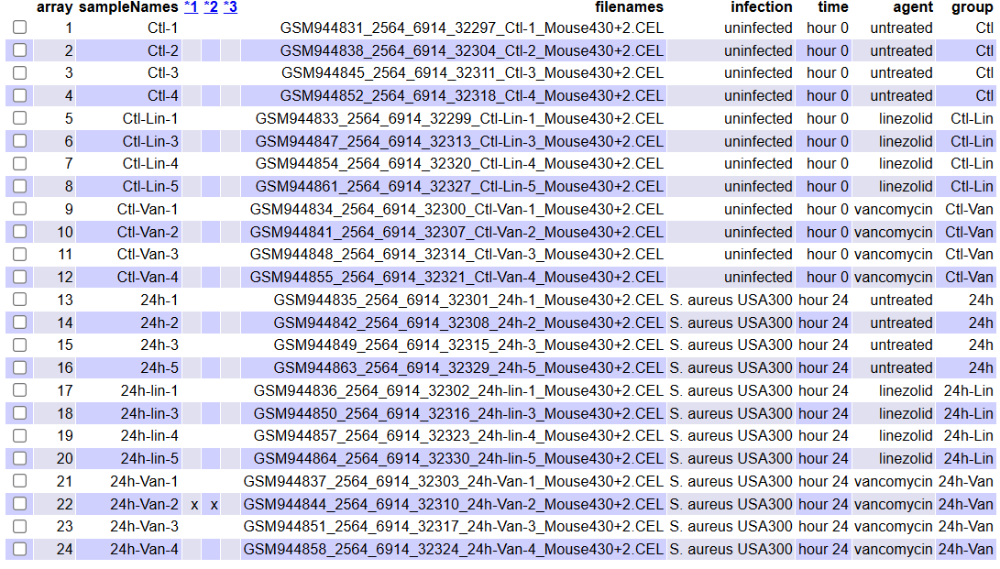 array sampleNames *1 *2 *3 filenames infection time agent group
1 Ctl-1 GSM944831_2564_6914_32297_Ctl-1_Mouse430+2.CEL uninfected hour 0 untreated Ctl
2 Ctl-2 GSM944838_2564_6914_32304_Ctl-2_Mouse430+2.CEL uninfected hour 0 untreated Ctl
3 Ctl-3 GSM944845_2564_6914_32311_Ctl-3_Mouse430+2.CEL uninfected hour 0 untreated Ctl
4 Ctl-4 GSM944852_2564_6914_32318_Ctl-4_Mouse430+2.CEL uninfected hour 0 untreated Ctl
5 Ctl-Lin-1 GSM944833_2564_6914_32299_Ctl-Lin-1_Mouse430+2.CEL uninfected hour 0 linezolid Ctl-Lin
6 Ctl-Lin-3 GSM944847_2564_6914_32313_Ctl-Lin-3_Mouse430+2.CEL uninfected hour 0 linezolid Ctl-Lin
7 Ctl-Lin-4 GSM944854_2564_6914_32320_Ctl-Lin-4_Mouse430+2.CEL uninfected hour 0 linezolid Ctl-Lin
8 Ctl-Lin-5 GSM944861_2564_6914_32327_Ctl-Lin-5_Mouse430+2.CEL uninfected hour 0 linezolid Ctl-Lin
9 Ctl-Van-1 GSM944834_2564_6914_32300_Ctl-Van-1_Mouse430+2.CEL uninfected hour 0 vancomycin Ctl-Van
10 Ctl-Van-2 GSM944841_2564_6914_32307_Ctl-Van-2_Mouse430+2.CEL uninfected hour 0 vancomycin Ctl-Van
11 Ctl-Van-3 GSM944848_2564_6914_32314_Ctl-Van-3_Mouse430+2.CEL uninfected hour 0 vancomycin Ctl-Van
12 Ctl-Van-4 GSM944855_2564_6914_32321_Ctl-Van-4_Mouse430+2.CEL uninfected hour 0 vancomycin Ctl-Van
13 24h-1 GSM944835_2564_6914_32301_24h-1_Mouse430+2.CEL S. aureus USA300 hour 24 untreated 24h
14 24h-2 GSM944842_2564_6914_32308_24h-2_Mouse430+2.CEL S. aureus USA300 hour 24 untreated 24h
15 24h-3 GSM944849_2564_6914_32315_24h-3_Mouse430+2.CEL S. aureus USA300 hour 24 untreated 24h
16 24h-5 GSM944863_2564_6914_32329_24h-5_Mouse430+2.CEL S. aureus USA300 hour 24 untreated 24h
17 24h-lin-1 GSM944836_2564_6914_32302_24h-lin-1_Mouse430+2.CEL S. aureus USA300 hour 24 linezolid 24h-Lin
18 24h-lin-3 GSM944850_2564_6914_32316_24h-lin-3_Mouse430+2.CEL S. aureus USA300 hour 24 linezolid 24h-Lin
19 24h-lin-4 GSM944857_2564_6914_32323_24h-lin-4_Mouse430+2.CEL S. aureus USA300 hour 24 linezolid 24h-Lin
20 24h-lin-5 GSM944864_2564_6914_32330_24h-lin-5_Mouse430+2.CEL S. aureus USA300 hour 24 linezolid 24h-Lin
21 24h-Van-1 GSM944837_2564_6914_32303_24h-Van-1_Mouse430+2.CEL S. aureus USA300 hour 24 vancomycin 24h-Van
22 24h-Van-2 x x GSM944844_2564_6914_32310_24h-Van-2_Mouse430+2.CEL S. aureus USA300 hour 24 vancomycin 24h-Van
23 24h-Van-3 GSM944851_2564_6914_32317_24h-Van-3_Mouse430+2.CEL S. aureus USA300 hour 24 vancomycin 24h-Van
24 24h-Van-4 GSM944858_2564_6914_32324_24h-Van-4_Mouse430+2.CEL S. aureus USA300 hour 24 vancomycin 24h-Van